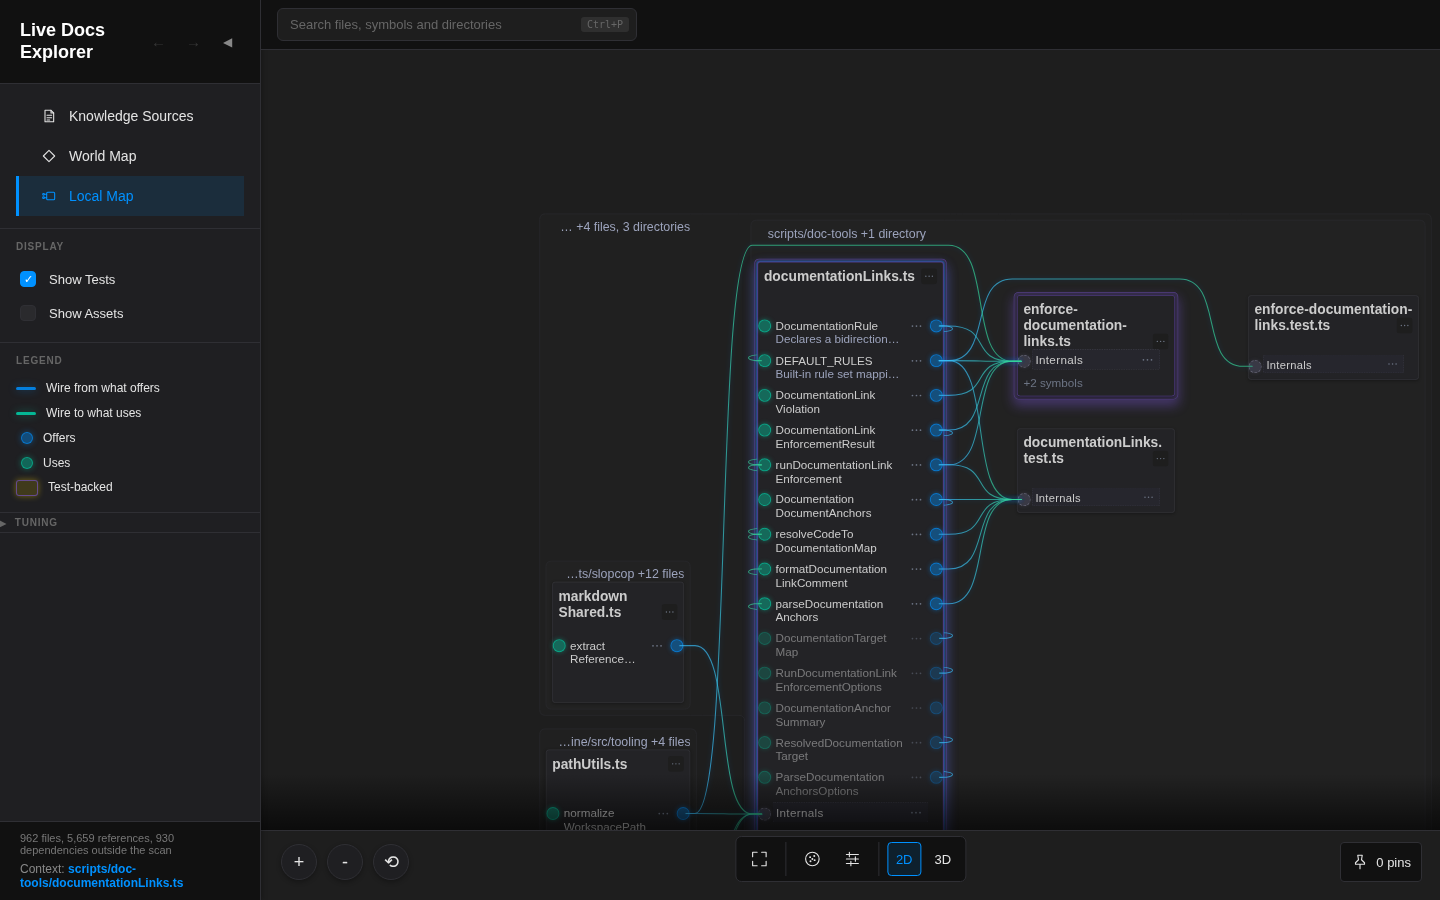 Live Docs
Explorer
← → ◀
Search files, symbols and directories
Ctrl+P
Knowledge Sources
World Map
Local Map
DISPLAY
Show Tests
Show Assets
LEGEND
Wire from what offers
Wire to what uses
Offers
Uses
Test-backed
TUNING
962 files, 5,659 references, 930
dependencies outside the scan
Context: scripts/doc-
tools/documentationLinks.ts
… +4 files, 3 directories
scripts/doc-tools +1 directory
documentationLinks.ts ...
DocumentationRule ...
Declares a bidirection…
DEFAULT_RULES ...
Built-in rule set mappi…
DocumentationLink ...
Violation
DocumentationLink ...
EnforcementResult
runDocumentationLink ...
Enforcement
Documentation ...
DocumentAnchors
resolveCodeTo ...
DocumentationMap
formatDocumentation ...
LinkComment
parseDocumentation ...
Anchors
DocumentationTarget ...
Map
RunDocumentationLink ...
EnforcementOptions
DocumentationAnchor ...
Summary
ResolvedDocumentation ...
Target
ParseDocumentation ...
AnchorsOptions
Internals ...
enforce-
documentation-
links.ts ...
Internals ...
+2 symbols
enforce-documentation-
links.test.ts ...
Internals ...
documentationLinks.
test.ts ...
Internals ...
…ts/slopcop +12 files
markdown
Shared.ts ...
extract ...
Reference…
…ine/src/tooling +4 files
pathUtils.ts ...
normalize ...
WorkspacePath
+ - ⟲
2D 3D
0 pins